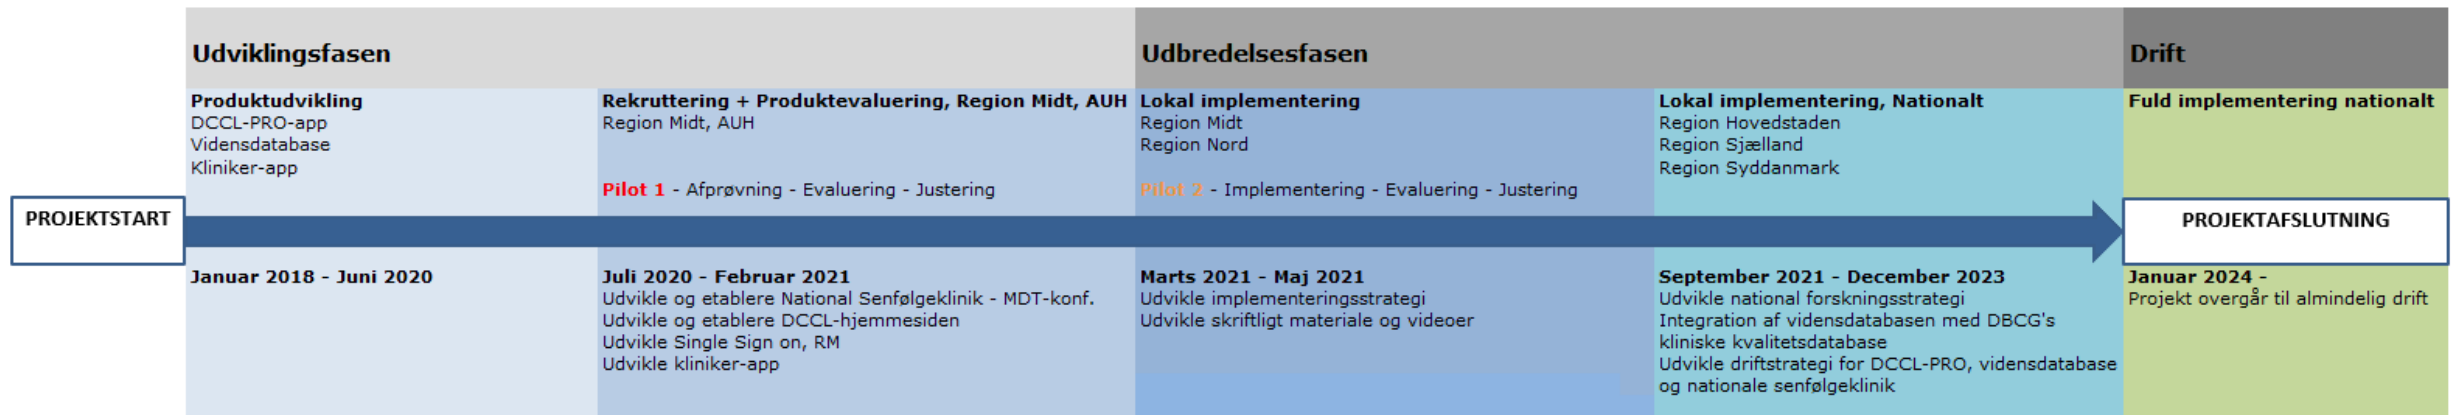 Udviklingsfasen
Udbredelsesfasen
Drift
Produktudvikling
DCCL-PRO-app
Vidensdatabase
Kliniker-app
Rekruttering + Produktevaluering, Region Midt, AUH
Region Midt, AUH
Pilot 1 - Afprøvning - Evaluering - Justering
Lokal implementering
Region Midt
Region Nord
Pilot 2 - Implementering - Evaluering - Justering
Lokal implementering, Nationalt
Region Hovedstaden
Region Sjælland
Region Syddanmark
Fuld implementering nationalt
PROJEKTSTART
PROJEKTAFSLUTNING
Januar 2018 - Juni 2020
Juli 2020 - Februar 2021
Udvikle og etablere National Senfølgeklinik - MDT-konf.
Udvikle og etablere DCCL-hjemmesiden
Udvikle Single Sign on, RM
Udvikle kliniker-app
Marts 2021 - Maj 2021
Udvikle implementeringsstrategi
Udvikle skriftligt materiale og videoer
September 2021 - December 2023
Udvikle national forskningsstrategi
Integration af vidensdatabasen med DBCG's
kliniske kvalitetsdatabase
Udvikle driftstrategi for DCCL-PRO, vidensdatabase
og nationale senfølgeklinik
Januar 2024 -
Projekt overgår til almindelig drift